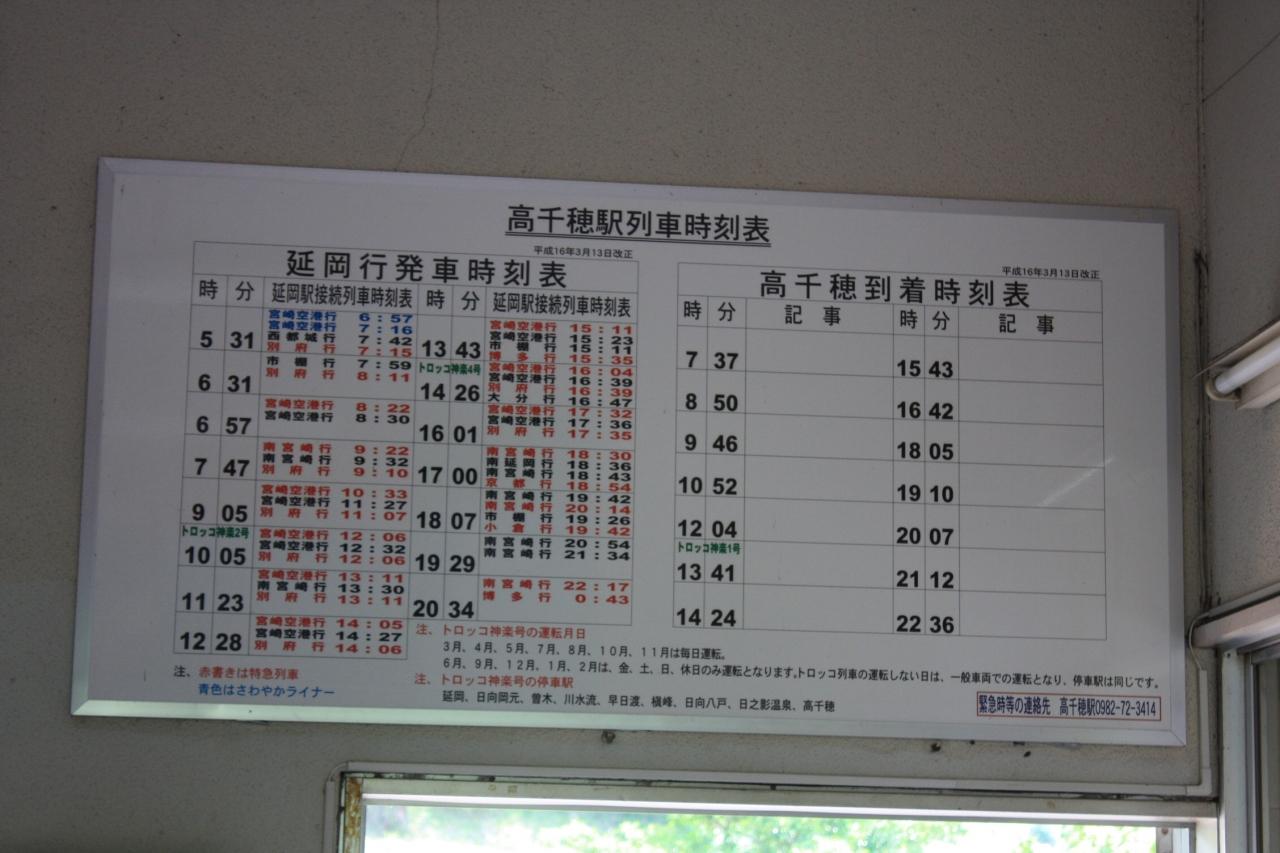 高千穂駅列車時刻表
平成16年3月13日改正
延岡行発車時刻表
時 分 延岡駅接続列車時刻表 時 分 延岡駅接続列車時刻表
5 31
宮崎空港行 6:57
宮崎空港行 7:16
西都城行 7:42
別府行 7:15
6 31
市棚行 7:59
別府行 8:11
6 57
宮崎空港行 8:22
宮崎空港行 8:30
7 47
南宮崎行 9:22
南宮崎行 9:32
別府行 9:10
9 05
宮崎空港行 10:33
宮崎空港行 11:27
別府行 11:07
トロッコ神楽2号
10 05
宮崎空港行 12:06
宮崎空港行 12:32
別府行 12:06
11 23
宮崎空港行 13:11
南宮崎行 13:30
別府行 13:11
12 28
宮崎空港行 14:05
宮崎空港行 14:27
別府行 14:06
13 43
宮崎空港行 15:11
宮崎空港行 15:23
市棚行 15:11
博多行 15:35
トロッコ神楽4号
14 26
宮崎空港行 16:04
宮崎空港行 16:39
別府行 16:39
大分行 16:47
16 01
宮崎空港行 17:32
宮崎空港行 17:36
別府行 17:35
17 00
南宮崎行 18:30
南延岡行 18:36
南宮崎行 18:43
京都行 18:54
18 07
南宮崎行 19:42
南宮崎行 20:14
市棚行 19:26
小倉行 19:42
19 29
南宮崎行 20:54
南宮崎行 21:34
20 34
南宮崎行 22:17
博多行 0:43
注、赤書きは特急列車
青色はさわやかライナー
注、トロッコ神楽号の運転月日
3月、4月、5月、7月、8月、10月、11月は毎日運転。
6月、9月、12月、1月、2月は、金、土、日、休日のみ運転となります。トロッコ列車の運転しない日は、一般車両での運転となり、停車駅は同じです。
注、トロッコ神楽号の停車駅
延岡、日向岡元、曽木、川水流、早日渡、槇峰、日向八戸、日之影温泉、高千穂
平成16年3月13日改正
高千穂到着時刻表
時 分 記事 時 分 記事
7 37 15 43
8 50 16 42
9 46 18 05
10 52 19 10
12 04 20 07
トロッコ神楽1号
13 41 21 12
14 24 22 36
緊急時等の連絡先 高千穂駅0982-72-3414